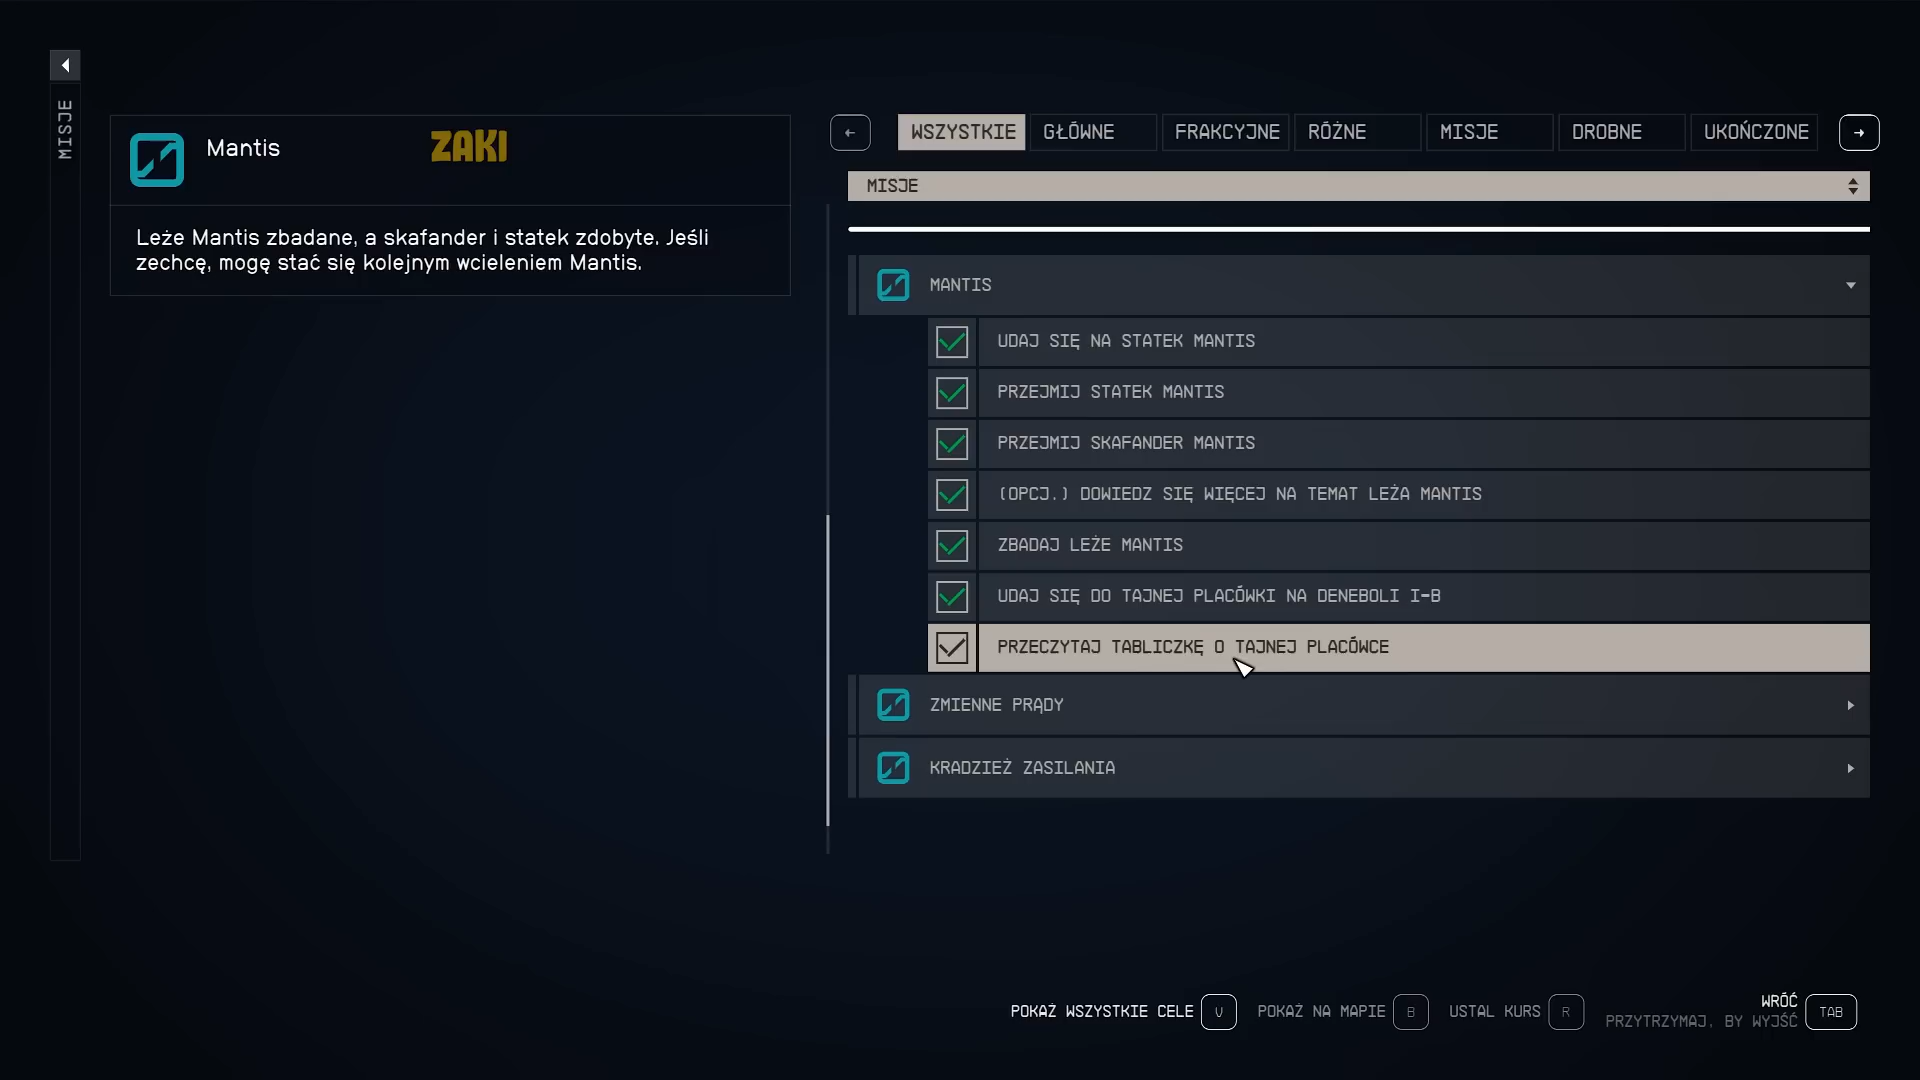 MISJE
Mantis
ZAKI
Leże Mantis zbadane, a skafander i statek zdobyte. Jeśli
zechcę, mogę stać się kolejnym wcieleniem Mantis.
WSZYSTKIE GŁÓWNE FRAKCYJNE RÓŻNE MISJE DROBNE UKOŃCZONE
MISJE
MANTIS
UDAJ SIĘ NA STATEK MANTIS
PRZEJMIJ STATEK MANTIS
PRZEJMIJ SKAFANDER MANTIS
(OPCJ.) DOWIEDZ SIĘ WIĘCEJ NA TEMAT LEŻA MANTIS
ZBADAJ LEŻE MANTIS
UDAJ SIĘ DO TAJNEJ PLACÓWKI NA DENEBOLI I-B
PRZECZYTAJ TABLICZKĘ O TAJNEJ PLACÓWCE
ZMIENNE PRĄDY
KRADZIEŻ ZASILANIA
POKAŻ WSZYSTKIE CELE V POKAŻ NA MAPIE B USTAL KURS R WRÓĆ TAB
PRZYTRZYMAJ, BY WYJŚĆ